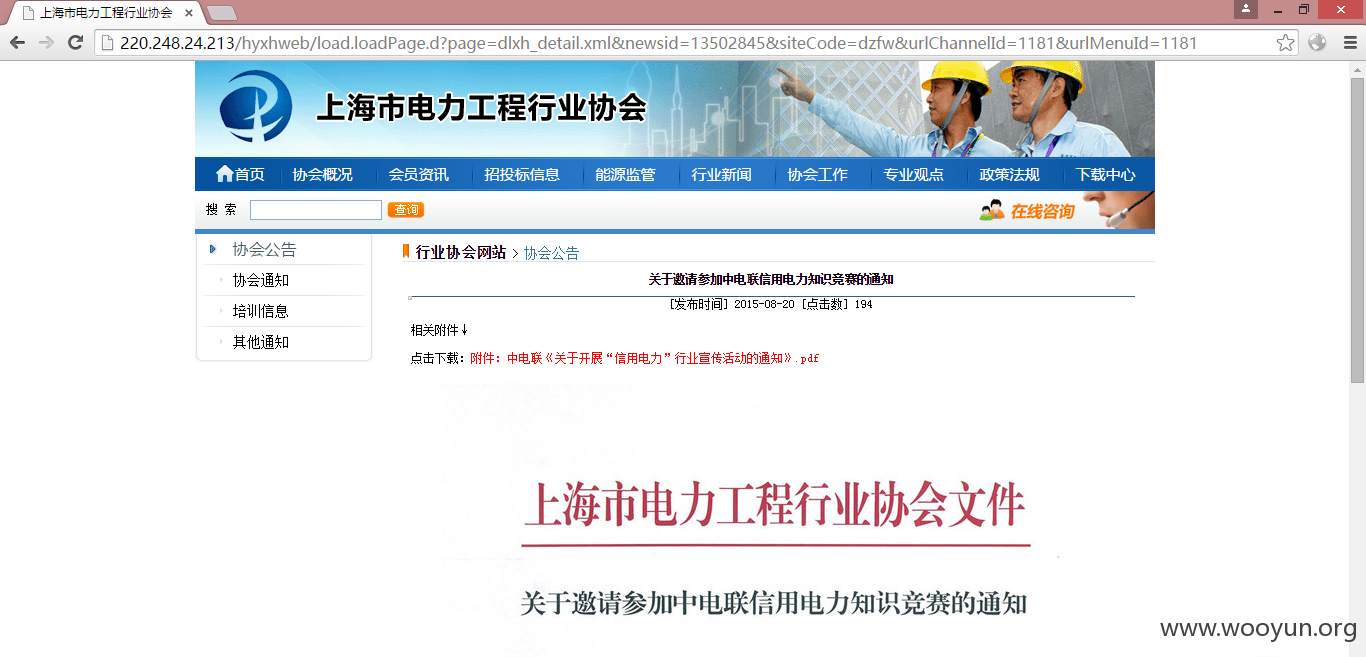 上海市电力工程行业协会
220.248.24.213/hyxhweb/load.loadPage.d?page=dlxh_detail.xml&newsid=13502845&siteCode=dzfw&urlChannelId=1181&urlMenuId=1181
上海市电力工程行业协会
首页 协会概况 会员资讯 招投标信息 能源监管 行业新闻 协会工作 专业观点 政策法规 下载中心
搜 索 查询 在线咨询
协会公告
协会通知
培训信息
其他通知
行业协会网站 > 协会公告
关于邀请参加中电联信用电力知识竞赛的通知
[发布时间] 2015-08-20 [点击数] 194
相关附件↓
点击下载：附件：中电联《关于开展“信用电力”行业宣传活动的通知》.pdf
上海市电力工程行业协会文件
关于邀请参加中电联信用电力知识竞赛的通知
www.wooyun.org